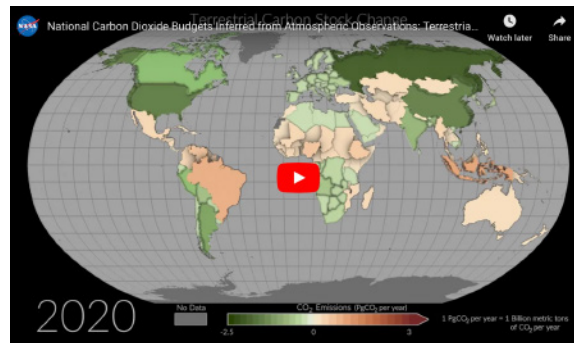 Terrestrial Carbon Stock Change
NASA
National Carbon Dioxide Budgets Inferred from Atmospheric Observations: Terrestria...
Watch later
Share
2020
No Data
CO₂ Emissions (PgCO₂ per year)
-2.5
0
3
1 PgCO₂ per year = 1 Billion metric tons
of CO₂ per year